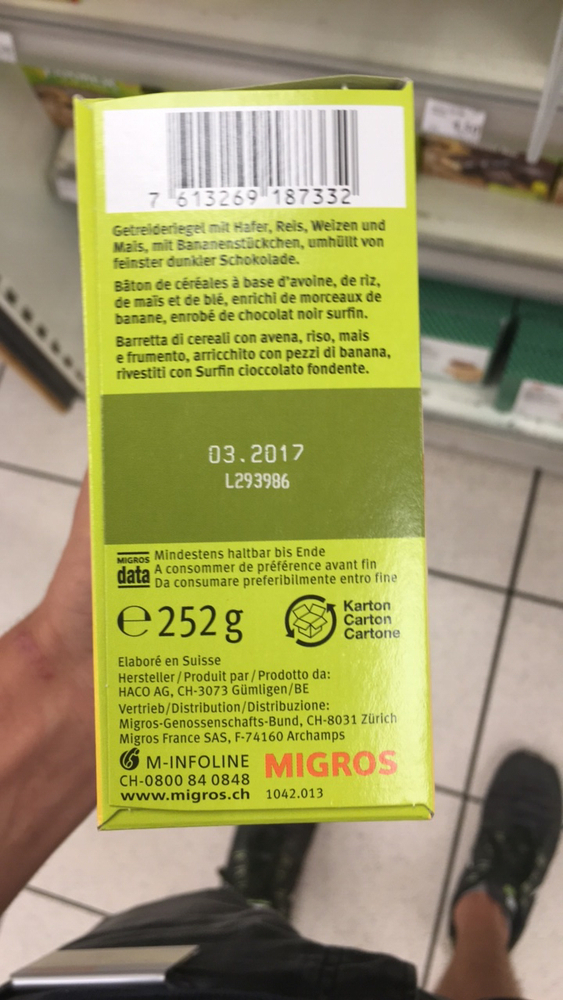 7 613269 187332
Getreideriegel mit Hafer, Reis, Weizen und
Mais, mit Bananenstückchen, umhüllt von
feinster dunkler Schokolade.
Bâton de céréales à base d'avoine, de riz,
de maïs et de blé, enrichi de morceaux de
banane, enrobé de chocolat noir surfin.
Barretta di cereali con avena, riso, mais
e frumento, arricchito con pezzi di banana,
rivestiti con Surfin cioccolato fondente.
03.2017
L293986
MIGROS
data
Mindestens haltbar bis Ende
A consommer de préférence avant fin
Da consumare preferibilmente entro fine
℮ 252 g
Karton
Carton
Cartone
Elaboré en Suisse
Hersteller/Produit par/Prodotto da:
HACO AG, CH-3073 Gümligen/BE
Vertrieb/Distribution/Distribuzione:
Migros-Genossenschafts-Bund, CH-8031 Zürich
Migros France SAS, F-74160 Archamps
M-INFOLINE
CH-0800 84 0848
www.migros.ch
MIGROS
1042.013